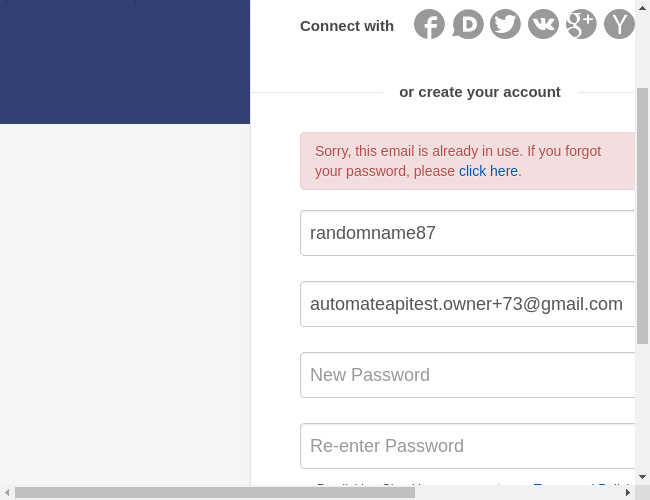 Connect with
or create your account
Sorry, this email is already in use. If you forgot
your password, please click here.
randomname87
automateapitest.owner+73@gmail.com
New Password
Re-enter Password